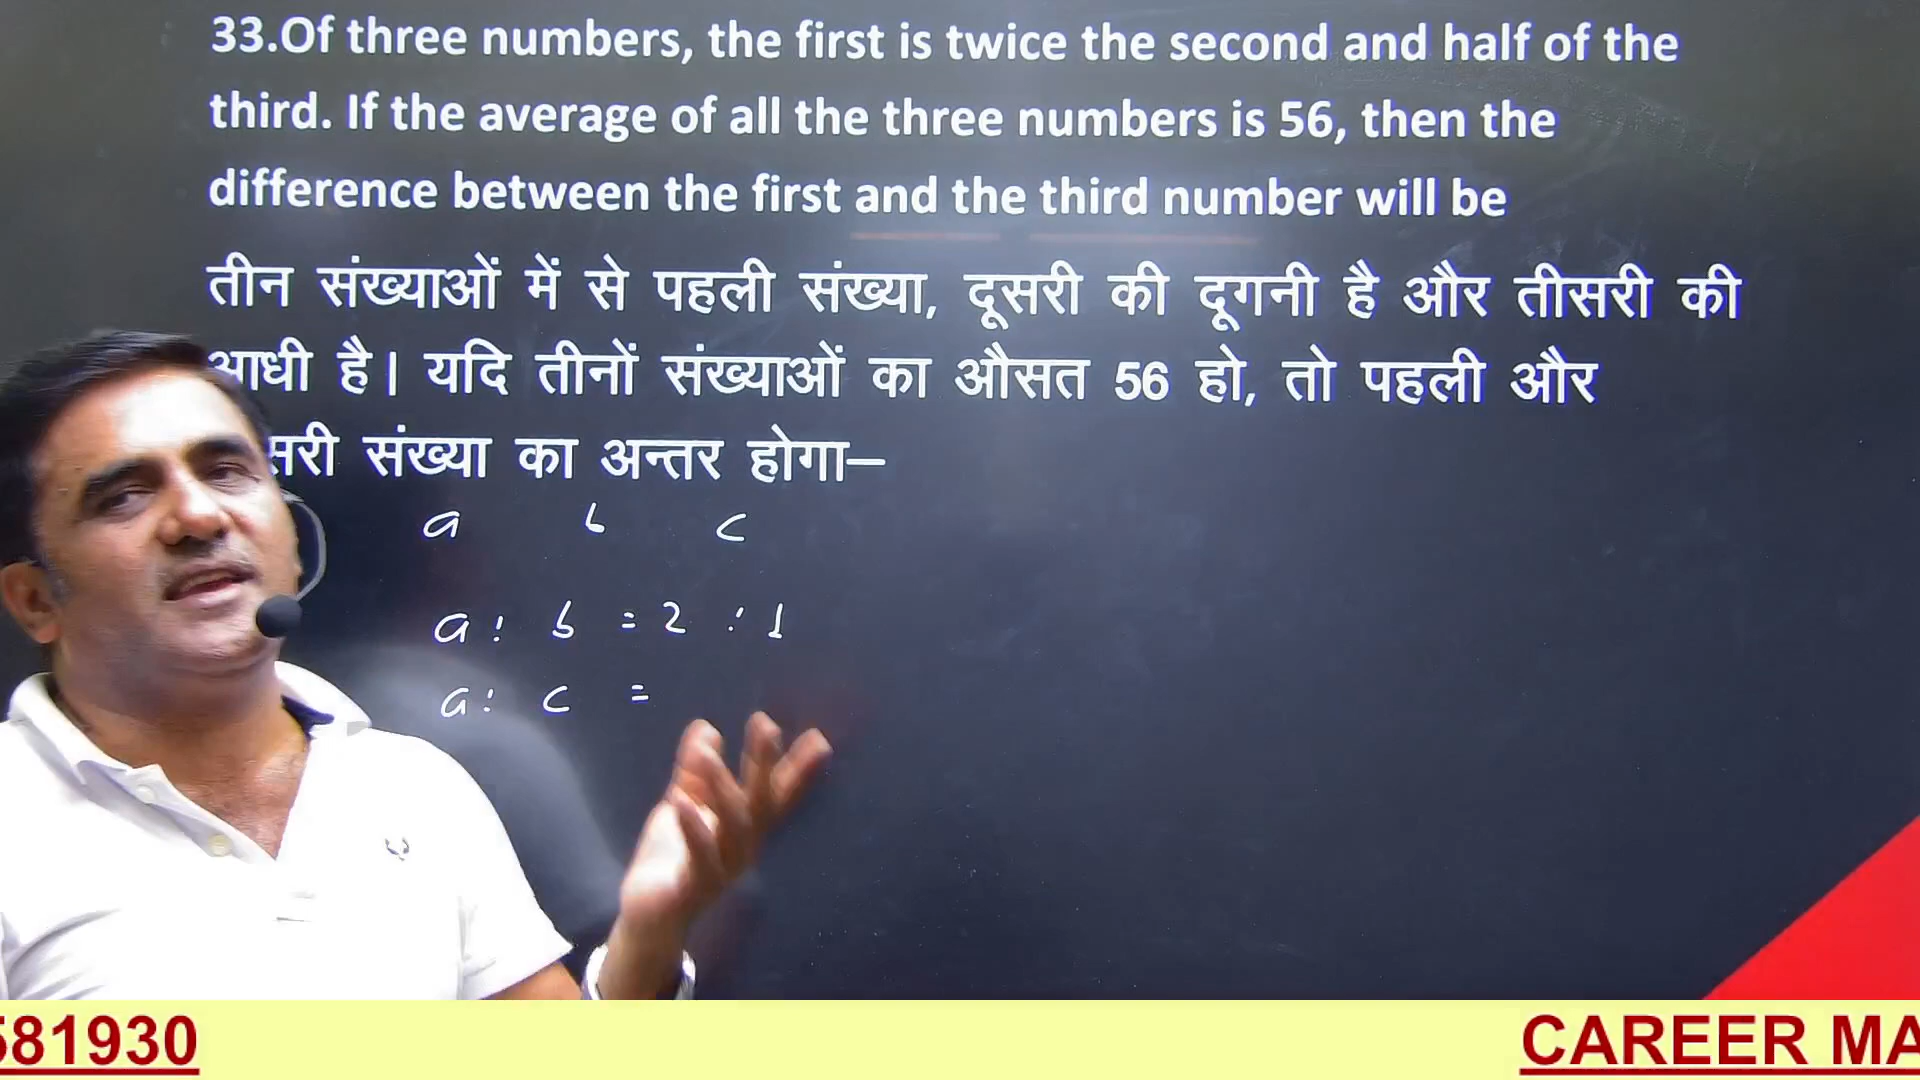 33.Of three numbers, the first is twice the second and half of the
third. If the average of all the three numbers is 56, then the
difference between the first and the third number will be
तीन संख्याओं में से पहली संख्या, दूसरी की दूगनी है और तीसरी की
आधी है। यदि तीनों संख्याओं का औसत 56 हो, तो पहली और
सरी संख्या का अन्तर होगा–
a b c
a : b = 2 : 1
a : c =
581930
CAREER MA